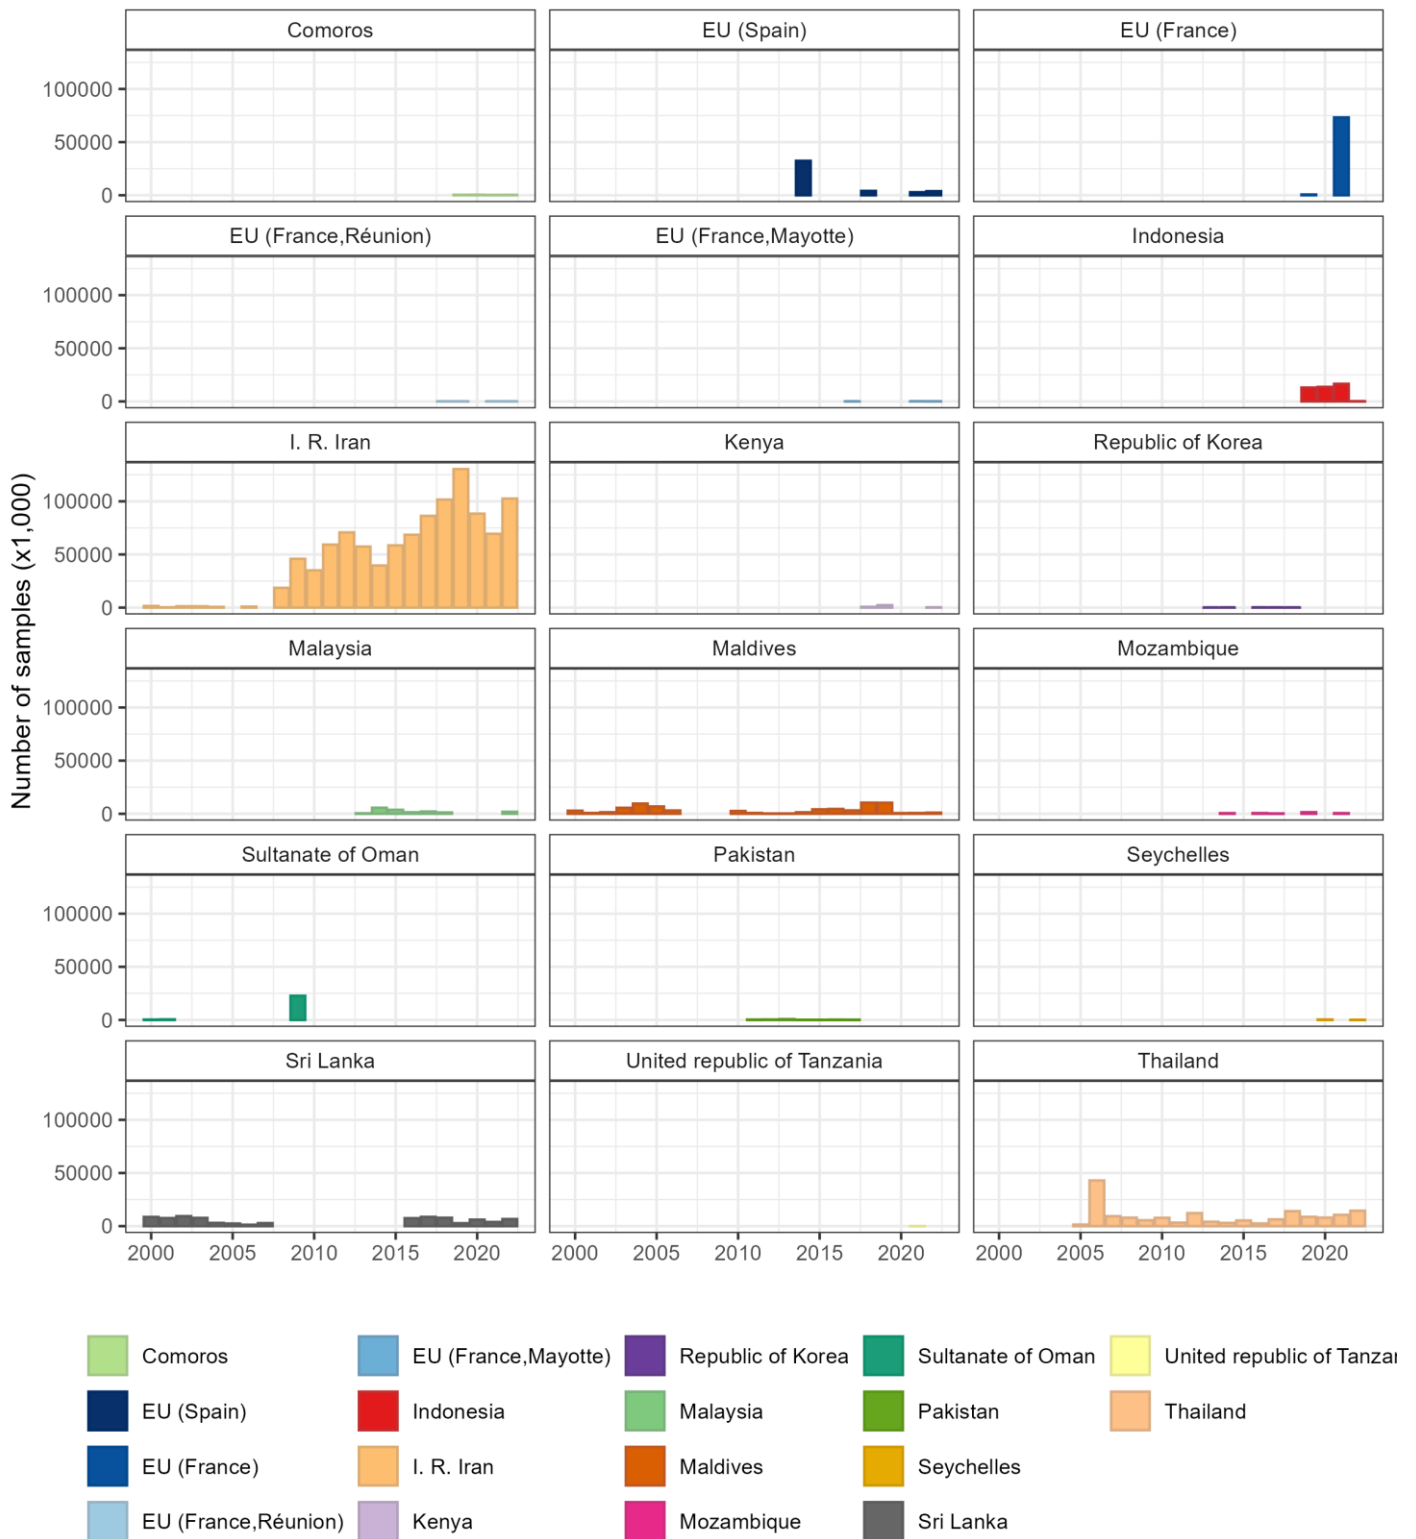 Comoros EU (Spain) EU (France)
100000
50000
0
EU (France,Réunion) EU (France,Mayotte) Indonesia
100000
50000
0
I. R. Iran Kenya Republic of Korea
100000
50000
0
Malaysia Maldives Mozambique
100000
50000
0
Sultanate of Oman Pakistan Seychelles
100000
50000
0
Sri Lanka United republic of Tanzania Thailand
100000
50000
0
2000 2005 2010 2015 2020 2000 2005 2010 2015 2020 2000 2005 2010 2015 2020
Number of samples (x1,000)
Comoros EU (France,Mayotte) Republic of Korea Sultanate of Oman United republic of Tanza
EU (Spain) Indonesia Malaysia Pakistan Thailand
EU (France) I. R. Iran Maldives Seychelles
EU (France,Réunion) Kenya Mozambique Sri Lanka